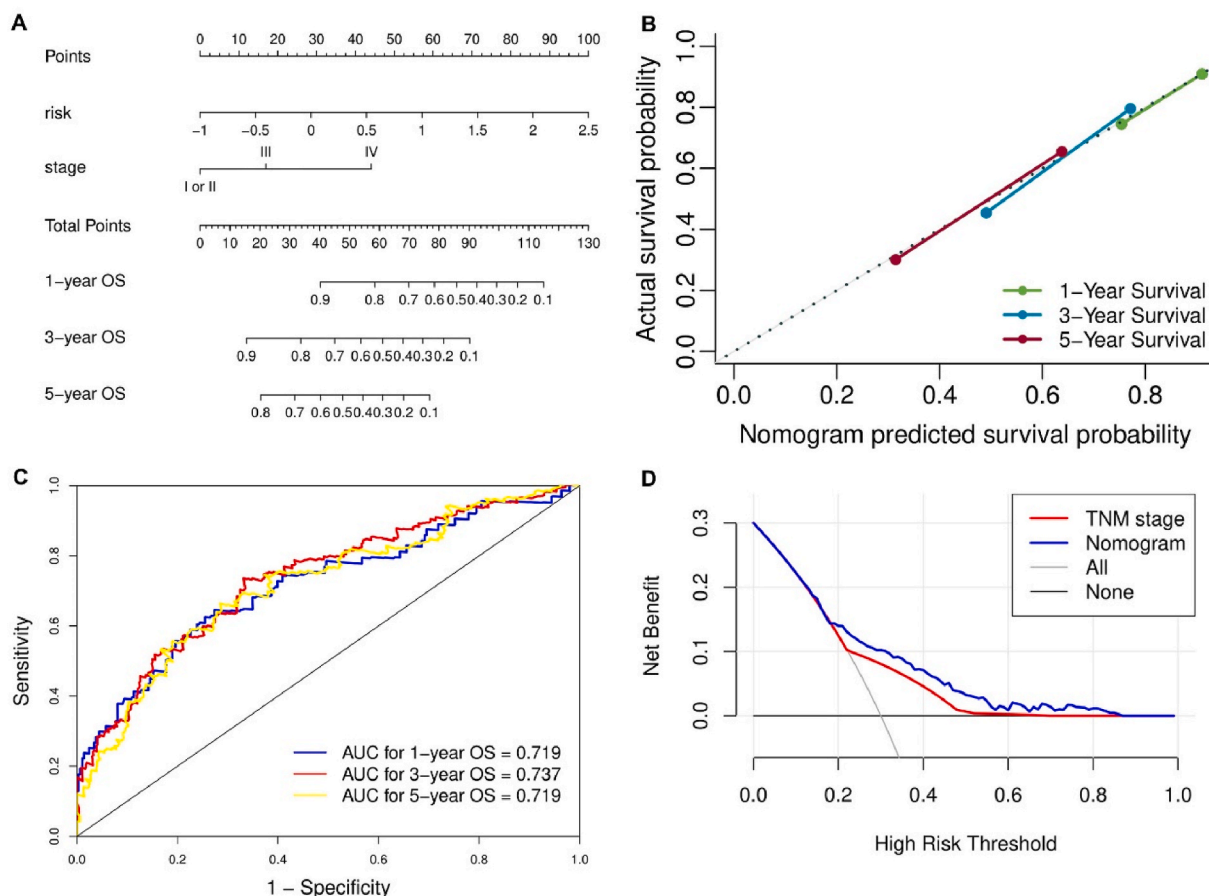 A
Points
0 10 20 30 40 50 60 70 80 90 100
risk
−1 −0.5 0 0.5 1 1.5 2 2.5
III IV
stage
I or II
Total Points
0 10 20 30 40 50 60 70 80 90 110 130
1−year OS
0.9 0.8 0.7 0.6 0.5 0.4 0.3 0.2 0.1
3−year OS
0.9 0.8 0.7 0.6 0.5 0.4 0.3 0.2 0.1
5−year OS
0.8 0.7 0.6 0.5 0.4 0.3 0.2 0.1
B
Actual survival probability
1.0
0.8
0.6
0.4
0.2
0.0
1−Year Survival
3−Year Survival
5−Year Survival
0.0 0.2 0.4 0.6 0.8
Nomogram predicted survival probability
C
Sensitivity
1.0
0.8
0.6
0.4
0.2
0.0
AUC for 1−year OS = 0.719
AUC for 3−year OS = 0.737
AUC for 5−year OS = 0.719
0.0 0.2 0.4 0.6 0.8 1.0
1 − Specificity
D
Net Benefit
0.3
0.2
0.1
0.0
TNM stage
Nomogram
All
None
0.0 0.2 0.4 0.6 0.8 1.0
High Risk Threshold